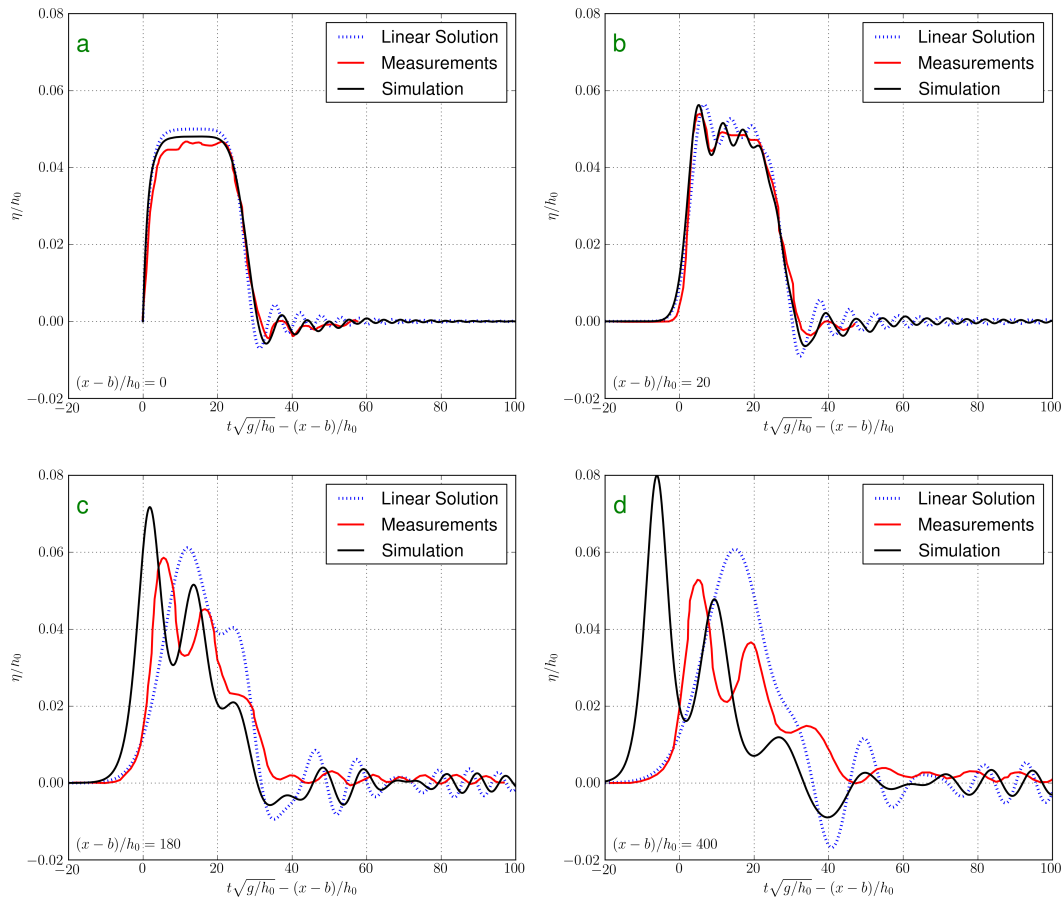 a
Linear Solution
Measurements
Simulation
0.08
0.06
0.04
0.02
0.00
−0.02
η/h₀
(x − b)/h₀ = 0
−20 0 20 40 60 80 100
t√g/h₀ − (x − b)/h₀
b
Linear Solution
Measurements
Simulation
0.08
0.06
0.04
0.02
0.00
−0.02
η/h₀
(x − b)/h₀ = 20
−20 0 20 40 60 80 100
t√g/h₀ − (x − b)/h₀
c
Linear Solution
Measurements
Simulation
0.08
0.06
0.04
0.02
0.00
−0.02
η/h₀
(x − b)/h₀ = 180
−20 0 20 40 60 80 100
t√g/h₀ − (x − b)/h₀
d
Linear Solution
Measurements
Simulation
0.08
0.06
0.04
0.02
0.00
−0.02
η/h₀
(x − b)/h₀ = 400
−20 0 20 40 60 80 100
t√g/h₀ − (x − b)/h₀